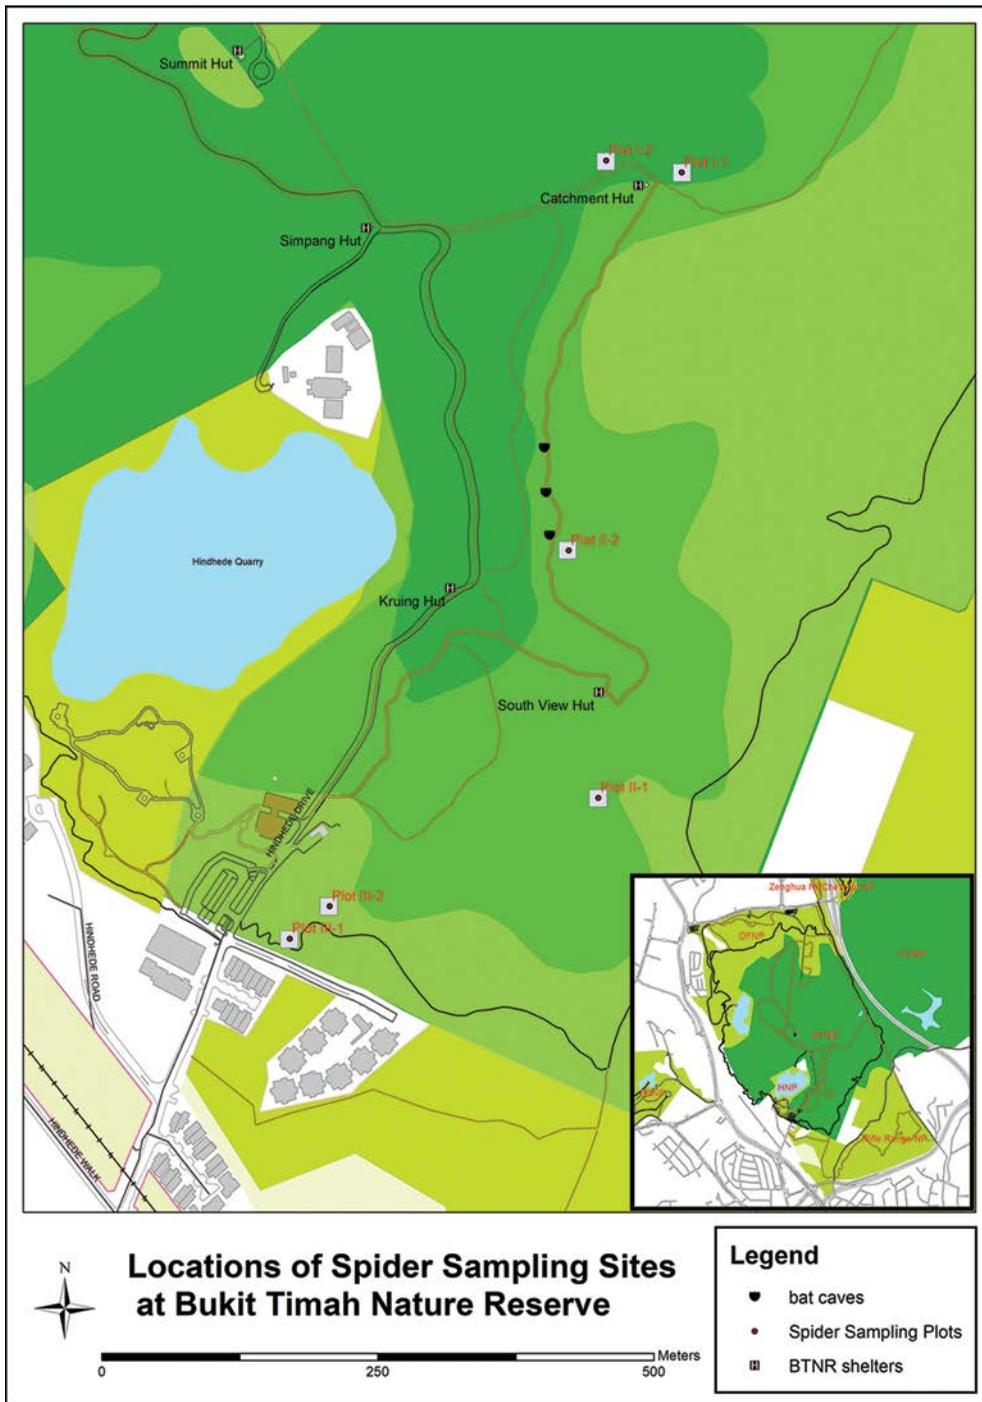 Summit Hut
Plot I-2
Plot I-1
Catchment Hut
Simpang Hut
Hindhede Quarry
Plot II-2
Kruing Hut
South View Hut
Plot II-1
HINDHEDE DRIVE
Plot III-2
Plot III-1
HINDHEDE ROAD
HINDHEDE WALK
DFNP
HNP
Rifle Range NP
N
Locations of Spider Sampling Sites
at Bukit Timah Nature Reserve
Meters
0
250
500
Legend
bat caves
Spider Sampling Plots
H BTNR shelters